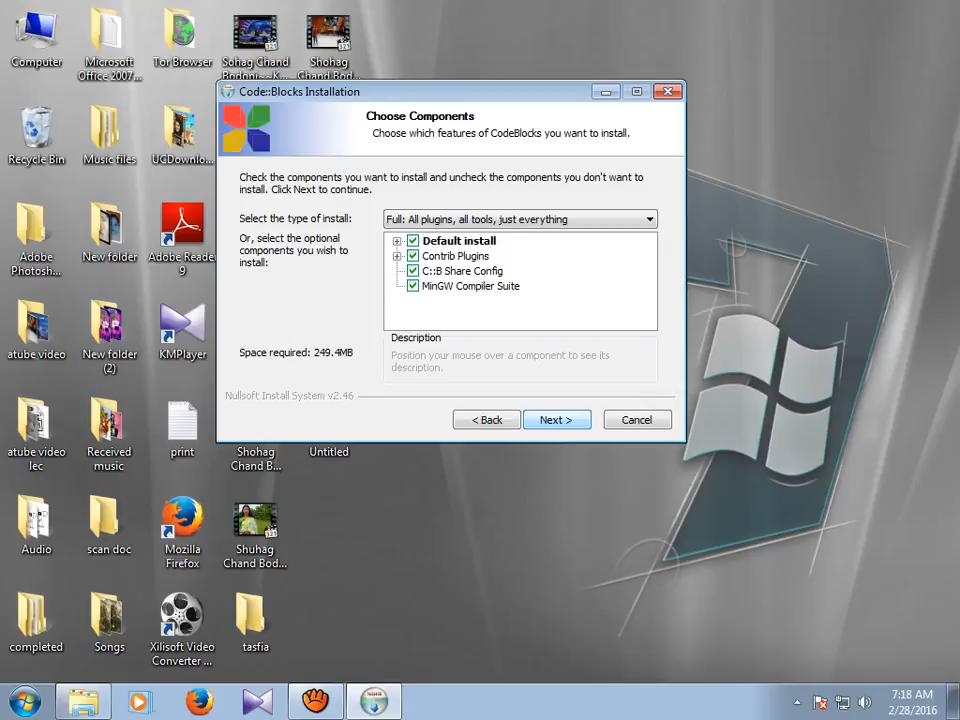 Computer
Microsoft Office 2007...
Tor Browser
Sohag Chand Bodoni~~K...
Shohag Chand Bod...
Recycle Bin
Music files
UCDownlo...
Adobe Photosh...
New folder
Adobe Reader 9
atube video
New folder (2)
KMPlayer
atube video lec
Received music
print
Shohag Chand B...
Untitled
Audio
scan doc
Mozilla Firefox
Shuhag Chand Bod...
completed
Songs
Xilisoft Video Converter ...
tasfia
Code::Blocks Installation
Choose Components
Choose which features of CodeBlocks you want to install.
Check the components you want to install and uncheck the components you don't want to
install. Click Next to continue.
Select the type of install:
Full: All plugins, all tools, just everything
Or, select the optional
components you wish to
install:
Default install
Contrib Plugins
C::B Share Config
MinGW Compiler Suite
Space required: 249.4MB
Description
Position your mouse over a component to see its
description.
Nullsoft Install System v2.46
< Back
Next >
Cancel
7:18 AM
2/28/2016